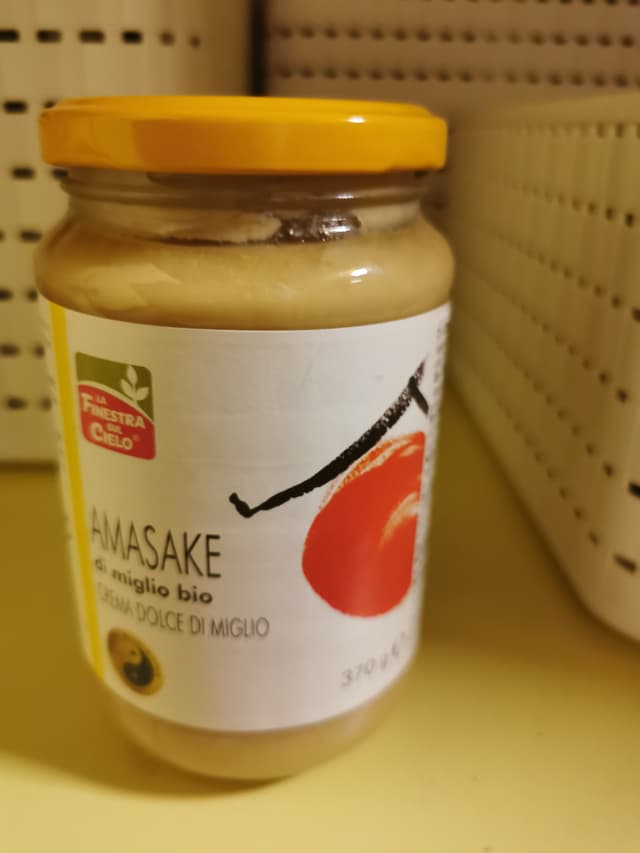 LA
FINESTRA
SUL
CIELO
AMASAKE
di miglio bio
CREMA DOLCE DI MIGLIO
370 g e